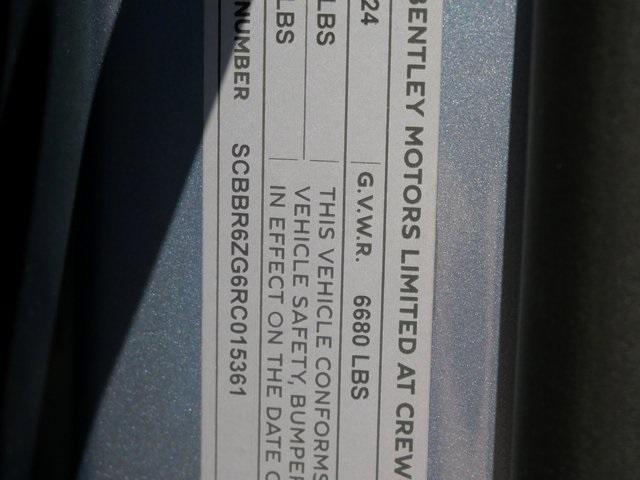 BENTLEY MOTORS LIMITED AT CREW
24 G.V.W.R. 6680 LBS
LBS THIS VEHICLE CONFORMS
VEHICLE SAFETY, BUMPER
LBS IN EFFECT ON THE DATE O
NUMBER SCBBR6ZG6RC015361